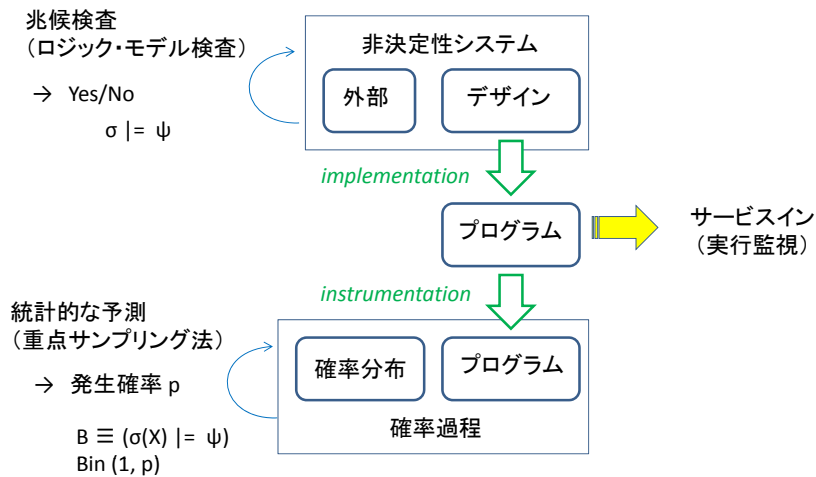 兆候検査
(ロジック・モデル検査)
→ Yes/No
σ |= ψ
非決定性システム
外部
デザイン
implementation
プログラム
サービスイン
(実行監視)
instrumentation
統計的な予測
(重点サンプリング法)
→ 発生確率 p
B ≡ (σ(X) |= ψ)
Bin (1, p)
確率分布
プログラム
確率過程